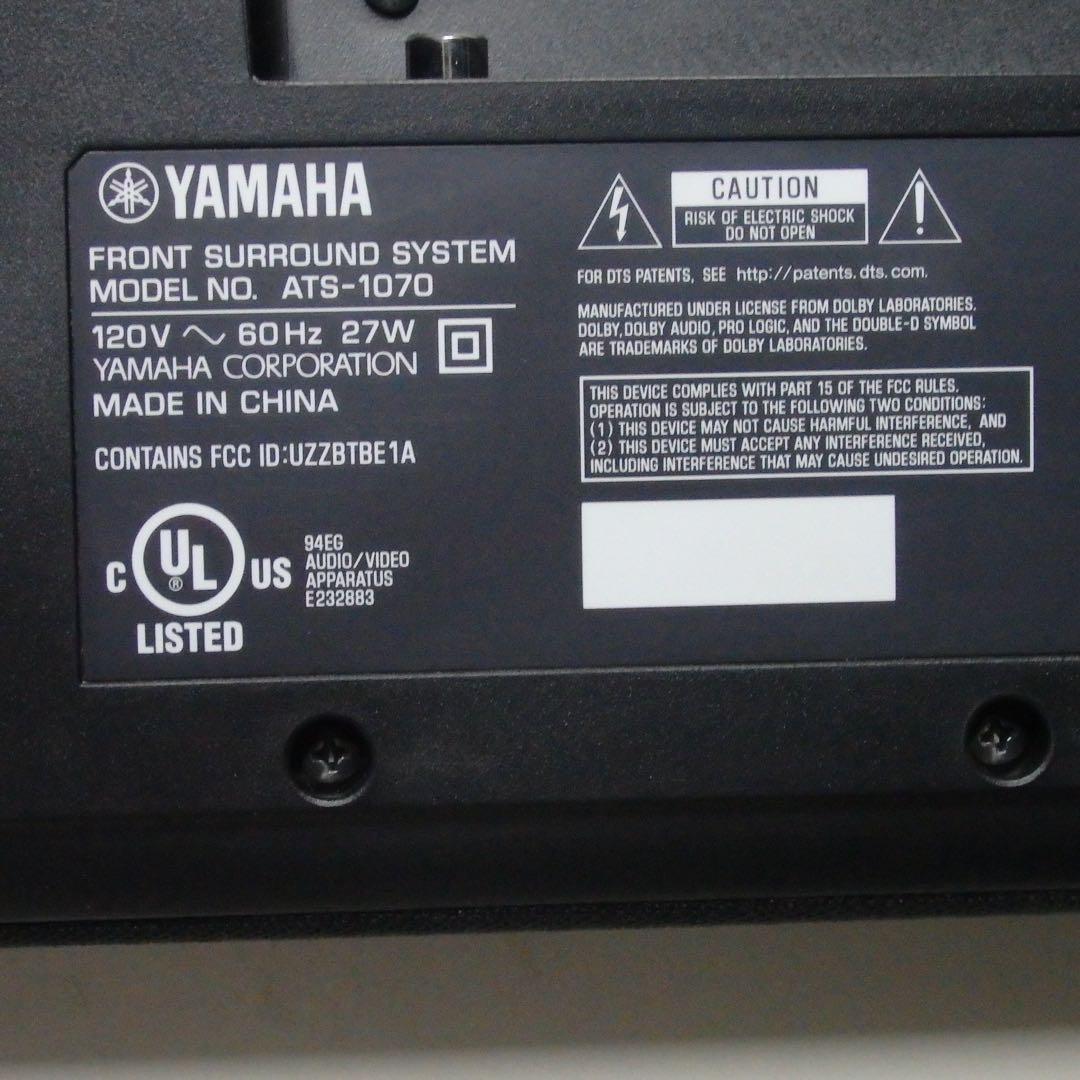 YAMAHA
FRONT SURROUND SYSTEM
MODEL NO. ATS-1070
120V ～ 60Hz 27W
YAMAHA CORPORATION
MADE IN CHINA
CONTAINS FCC ID:UZZBTBE1A
C UL ® US
LISTED
94EG
AUDIO/VIDEO
APPARATUS
E232883
CAUTION
RISK OF ELECTRIC SHOCK
DO NOT OPEN
FOR DTS PATENTS, SEE http://patents.dts.com.
MANUFACTURED UNDER LICENSE FROM DOLBY LABORATORIES.
DOLBY, DOLBY AUDIO, PRO LOGIC, AND THE DOUBLE-D SYMBOL
ARE TRADEMARKS OF DOLBY LABORATORIES.
THIS DEVICE COMPLIES WITH PART 15 OF THE FCC RULES.
OPERATION IS SUBJECT TO THE FOLLOWING TWO CONDITIONS:
(1) THIS DEVICE MAY NOT CAUSE HARMFUL INTERFERENCE, AND
(2) THIS DEVICE MUST ACCEPT ANY INTERFERENCE RECEIVED,
INCLUDING INTERFERENCE THAT MAY CAUSE UNDESIRED OPERATION.